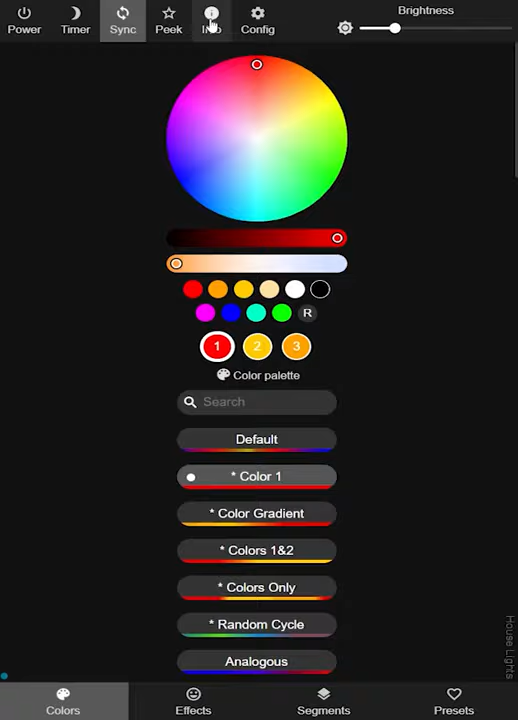 Power Timer Sync Peek Info Config
Brightness
R
1 2 3
Color palette
Search
Default
* Color 1
* Color Gradient
* Colors 1&2
* Colors Only
* Random Cycle
Analogous
House Lights
Colors Effects Segments Presets